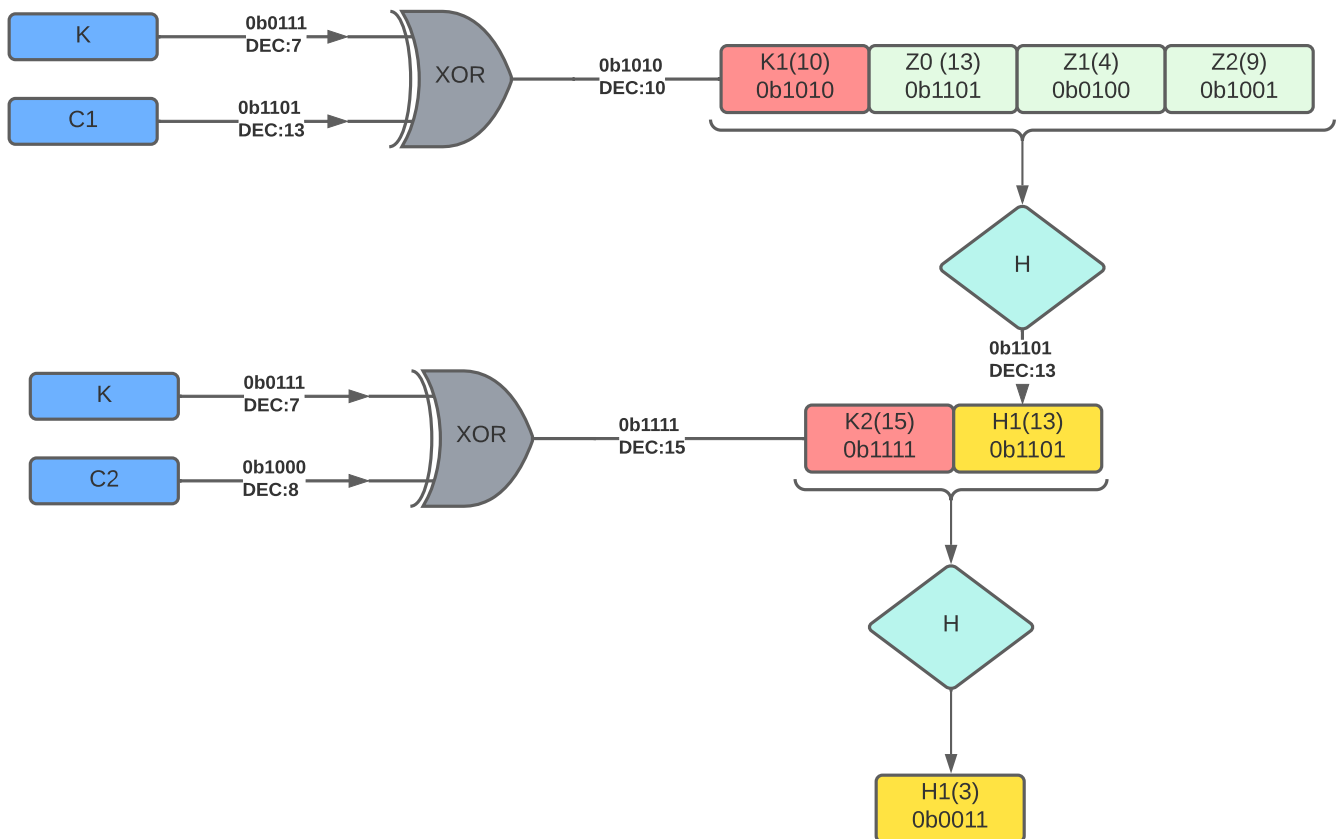 K
0b0111
DEC:7
C1
0b1101
DEC:13
XOR
0b1010
DEC:10
K1(10)
0b1010
Z0 (13)
0b1101
Z1(4)
0b0100
Z2(9)
0b1001
H
0b1101
DEC:13
K
0b0111
DEC:7
C2
0b1000
DEC:8
XOR
0b1111
DEC:15
K2(15)
0b1111
H1(13)
0b1101
H
H1(3)
0b0011